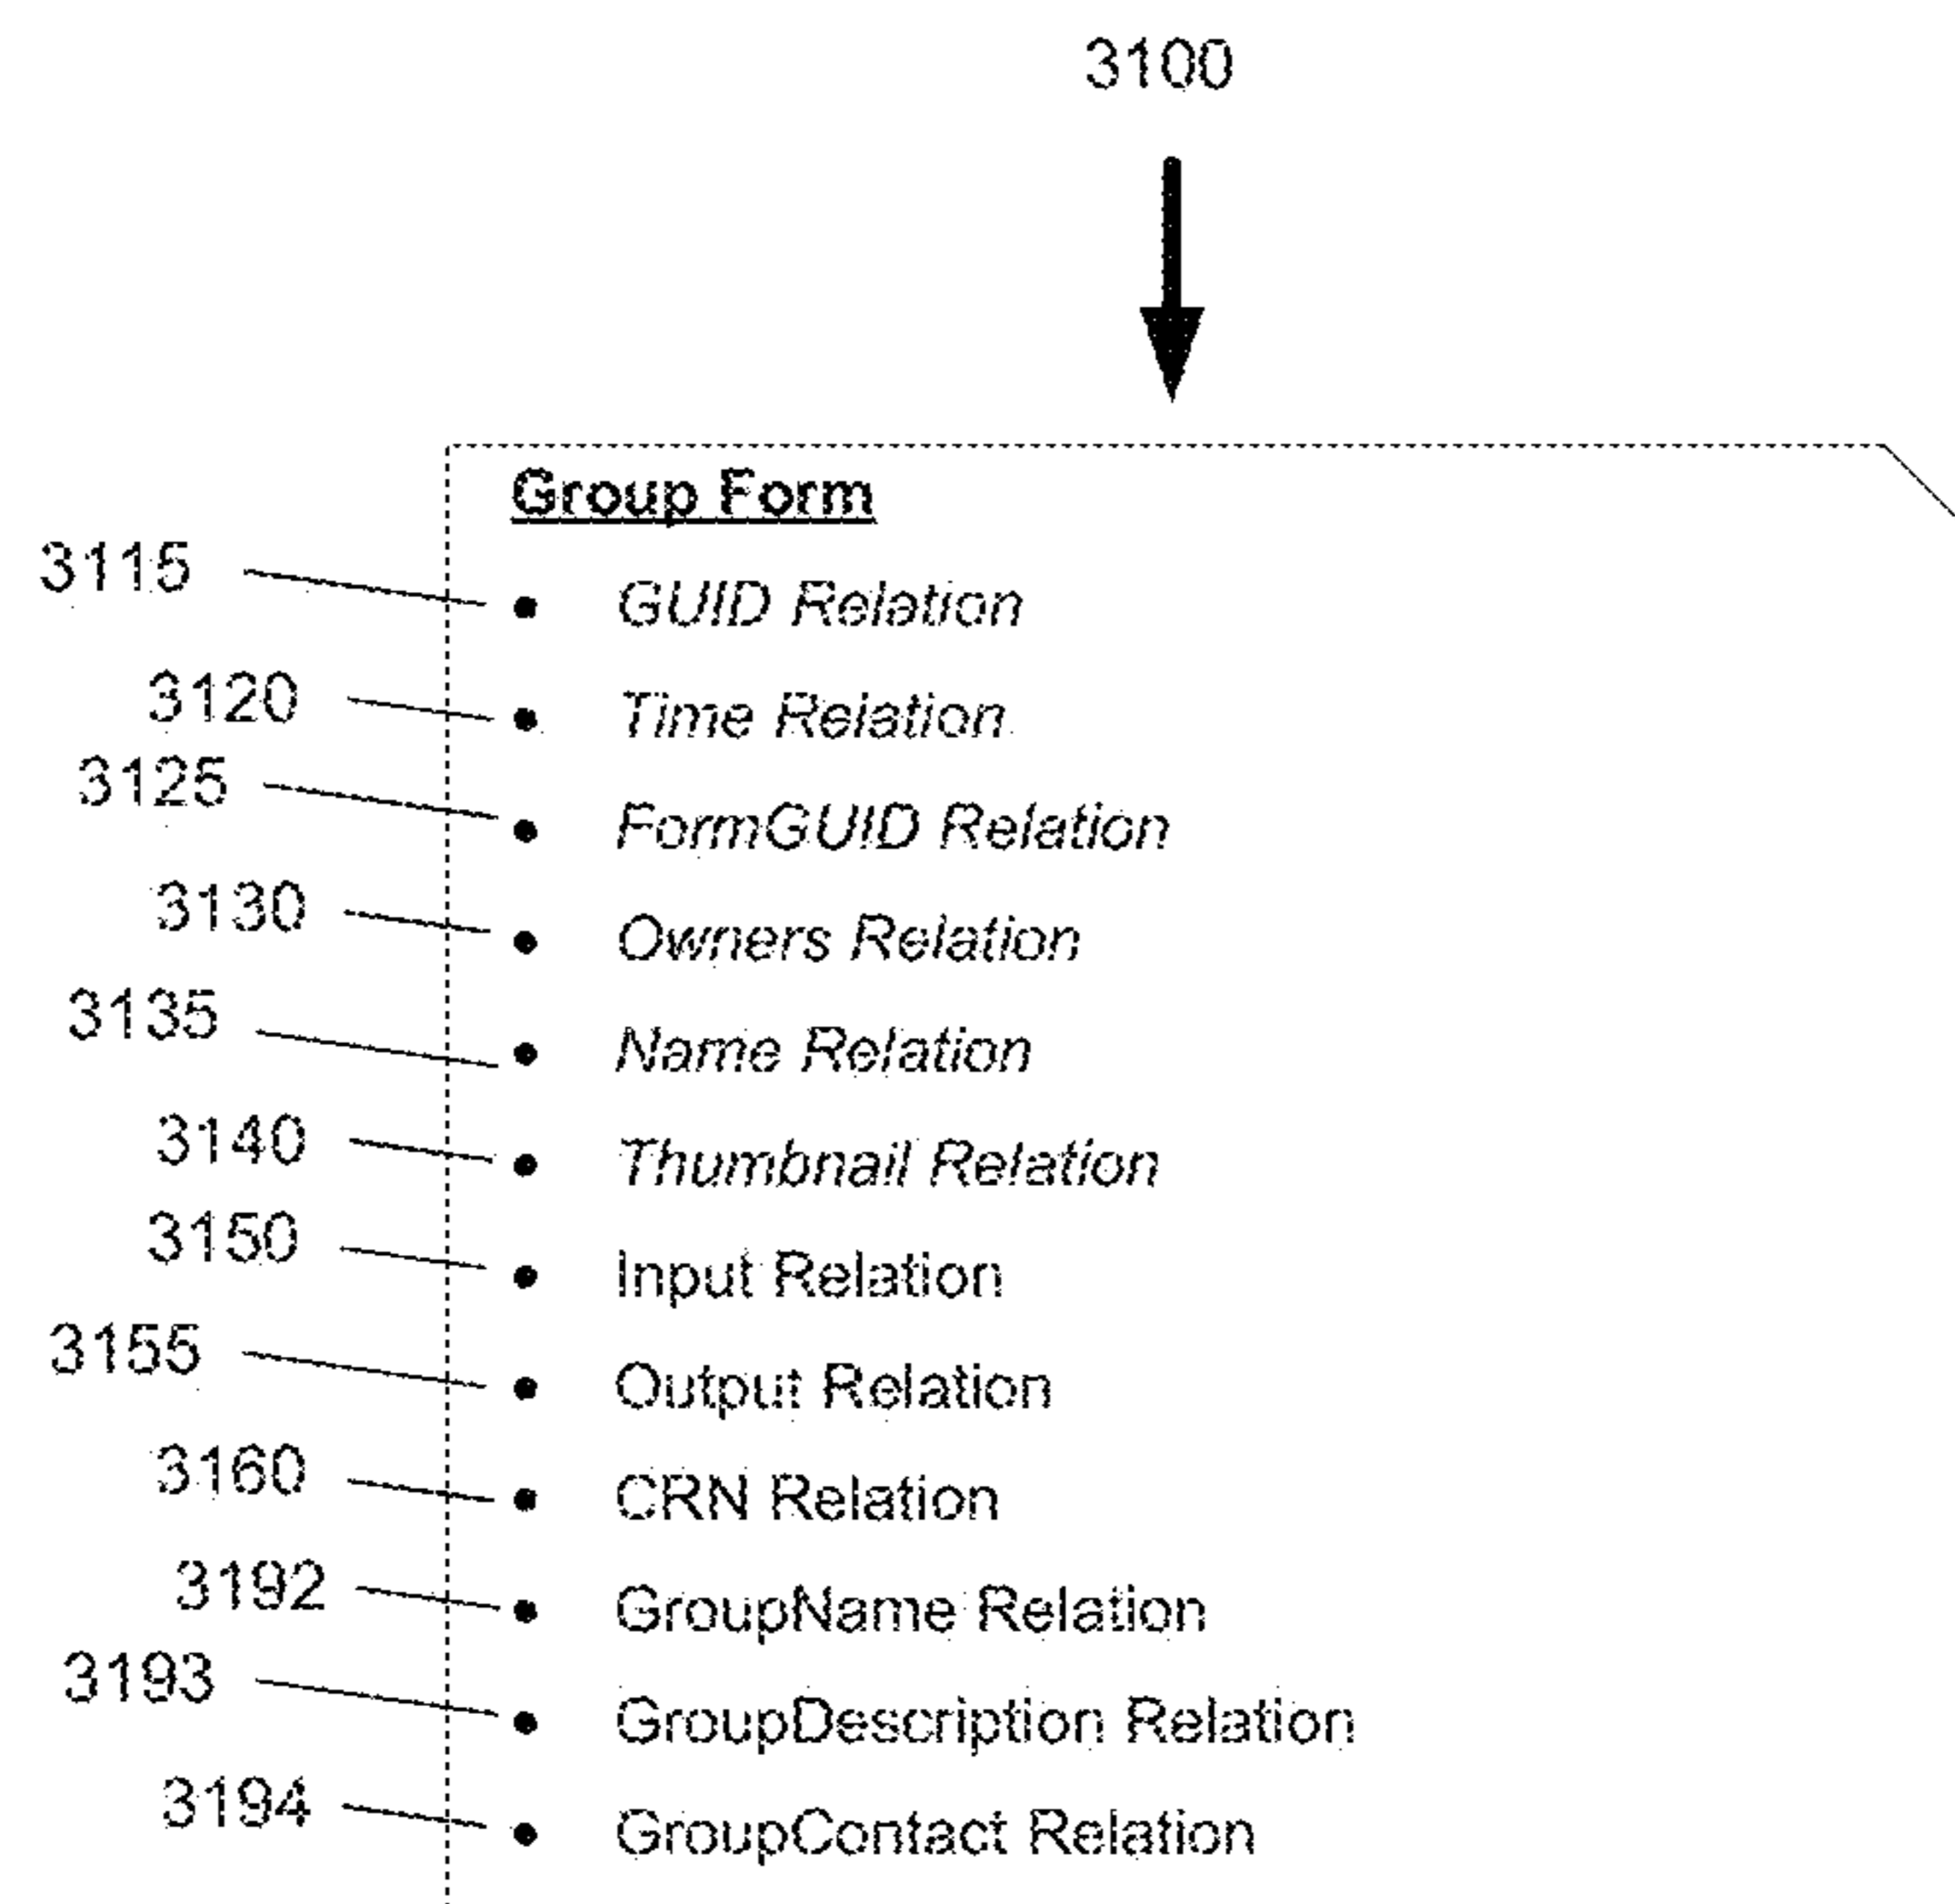 3100
Group Form
3115 • GUID Relation
3120 • Time Relation
3125 • FormGUID Relation
3130 • Owners Relation
3135 • Name Relation
3140 • Thumbnail Relation
3150 • Input Relation
3155 • Output Relation
3160 • CRN Relation
3192 • GroupName Relation
3193 • GroupDescription Relation
3194 • GroupContact Relation